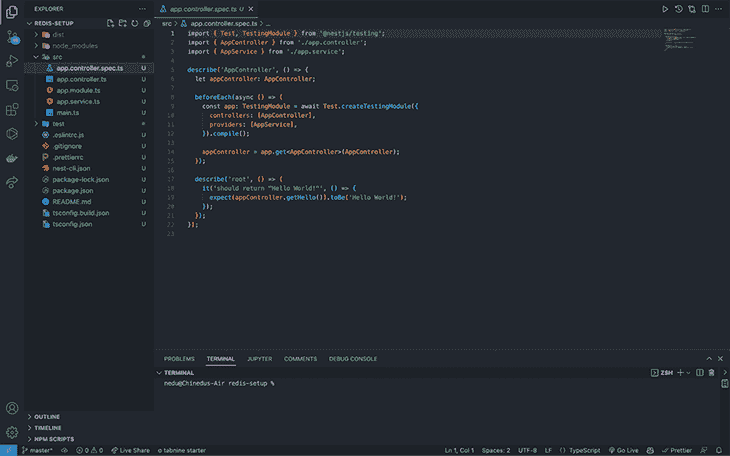 EXPLORER
REDIS-SETUP
dist
node_modules
src
app.controller.spec.ts U
app.controller.ts U
app.module.ts U
app.service.ts U
main.ts U
test
.eslintrc.js U
.gitignore U
.prettierrc U
nest-cli.json U
package-lock.json U
package.json U
README.md U
tsconfig.build.json U
tsconfig.json U
OUTLINE
TIMELINE
NPM SCRIPTS
app.controller.spec.ts U
src > app.controller.spec.ts > ...
1 import { Test, TestingModule } from '@nestjs/testing';
2 import { AppController } from './app.controller';
3 import { AppService } from './app.service';
4
5 describe('AppController', () => {
6 let appController: AppController;
7
8 beforeEach(async () => {
9 const app: TestingModule = await Test.createTestingModule({
10 controllers: [AppController],
11 providers: [AppService],
12 }).compile();
13
14 appController = app.get<AppController>(AppController);
15 });
16
17 describe('root', () => {
18 it('should return "Hello World!"', () => {
19 expect(appController.getHello()).toBe('Hello World!');
20 });
21 });
22 });
23
PROBLEMS TERMINAL JUPYTER COMMENTS DEBUG CONSOLE
TERMINAL ZSH
nedu@Chinedus-Air redis-setup %
master* 0 0 Live Share tabnine starter Ln 1, Col 1 Spaces: 2 UTF-8 LF TypeScript Go Live Prettier